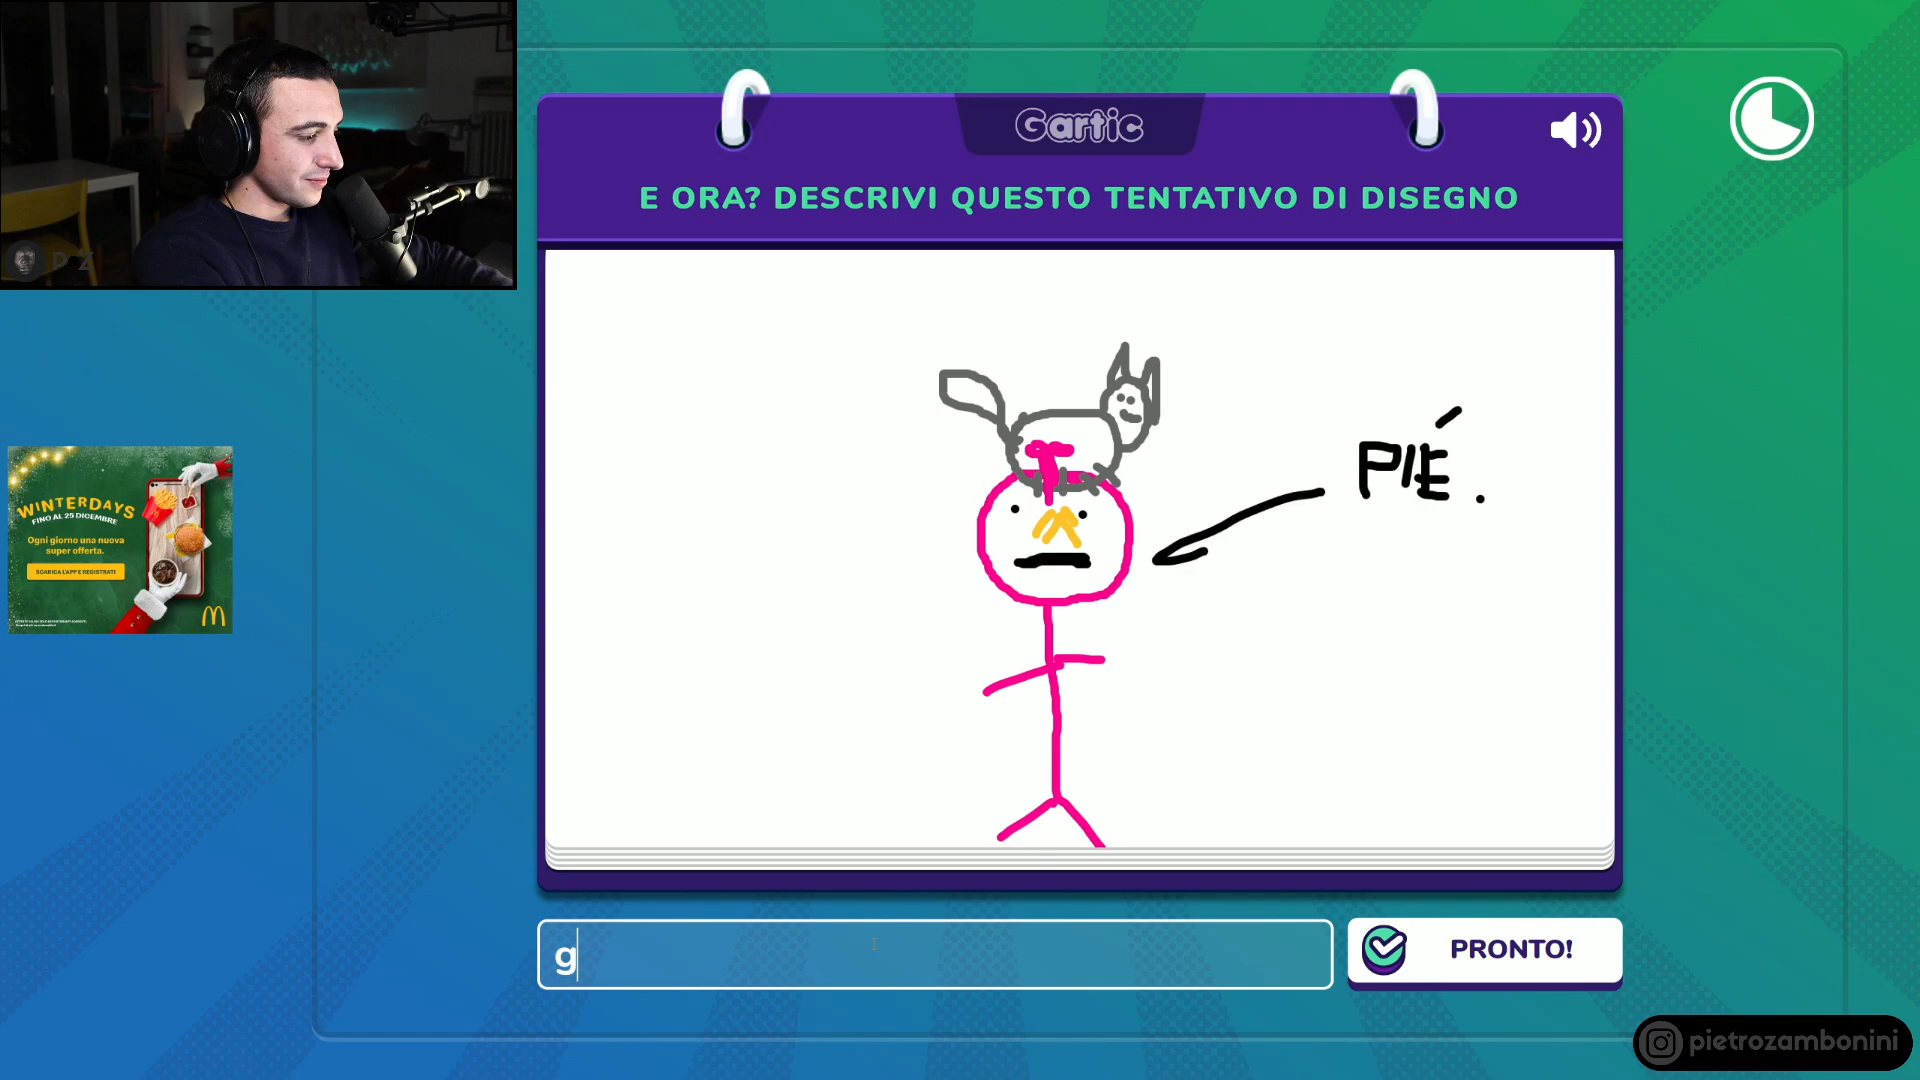 Gartic
E ORA? DESCRIVI QUESTO TENTATIVO DI DISEGNO
PZ
WINTERDAYS
FINO AL 25 DICEMBRE
Ogni giorno una nuova
super offerta.
SCARICA L'APP E REGISTRATI
PIÉ.
g
PRONTO!
pietrozambonini